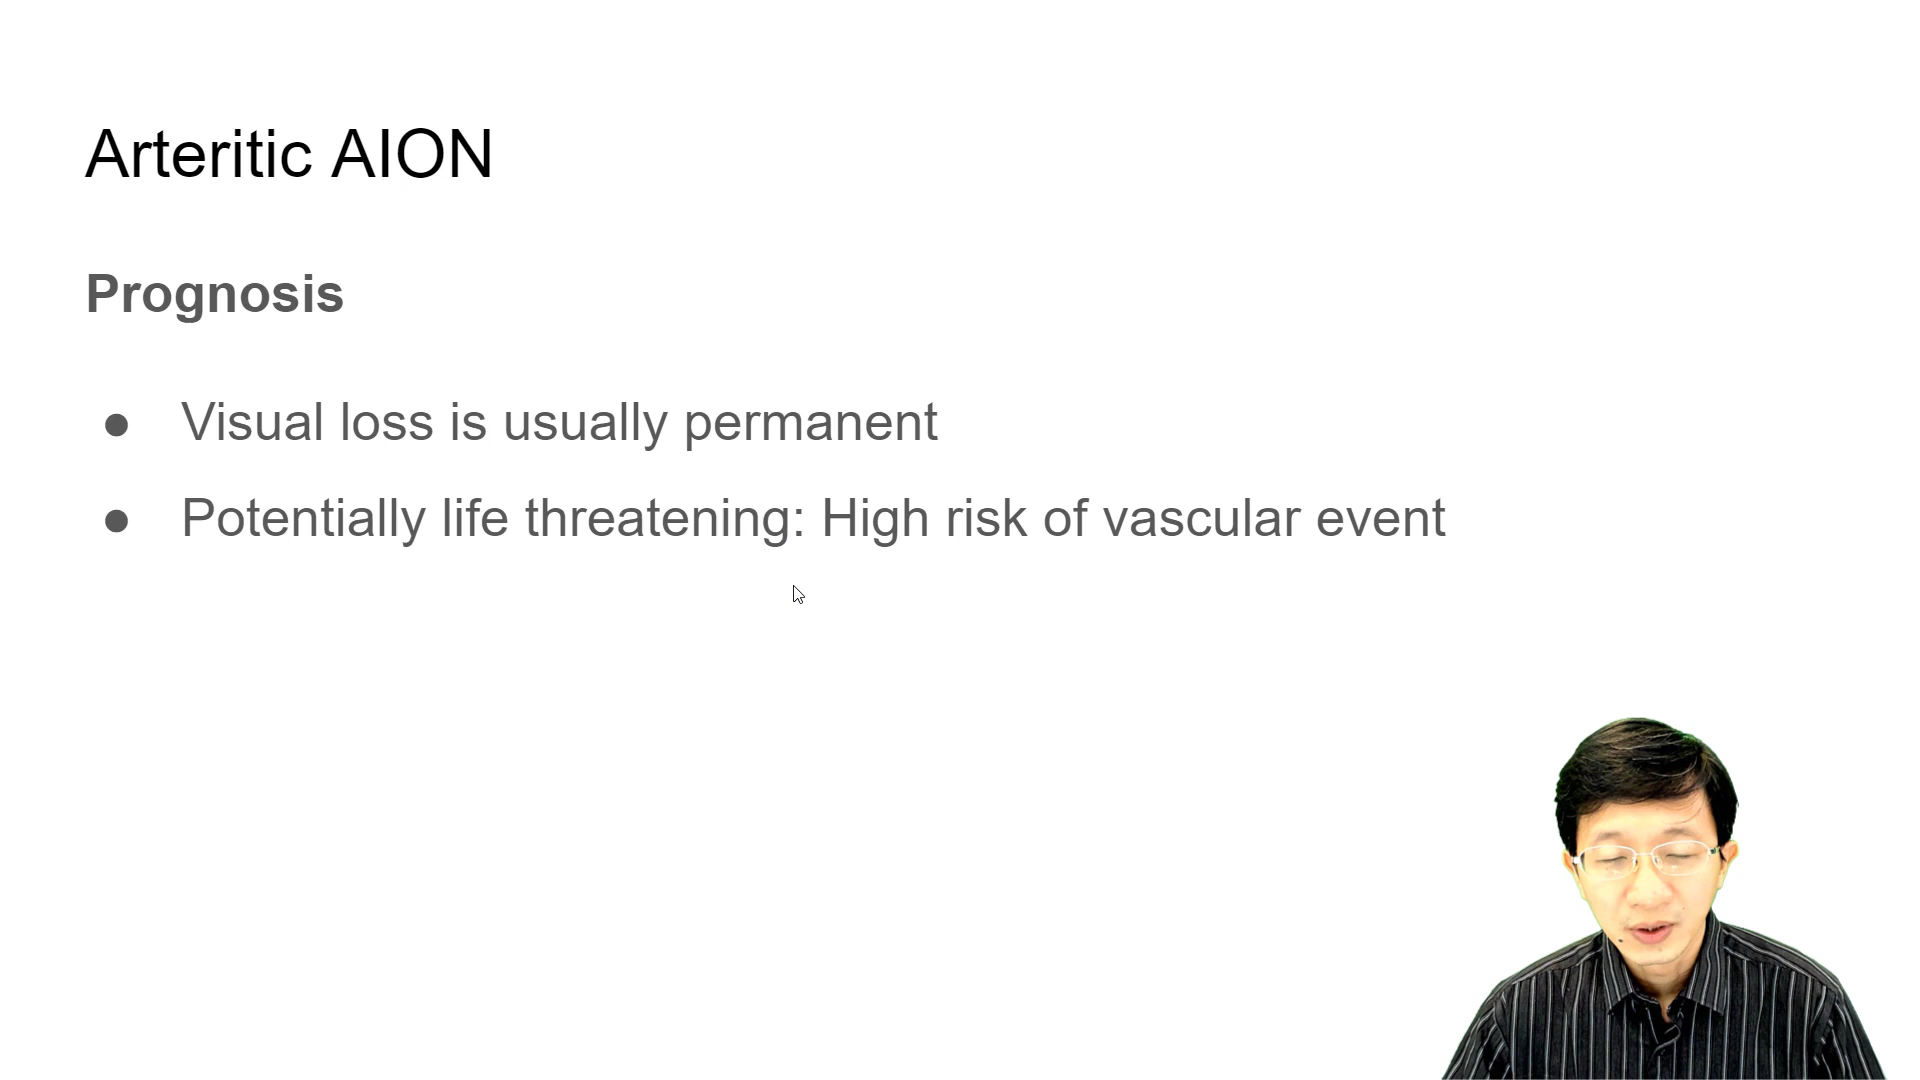 Arteritic AION
Prognosis
● Visual loss is usually permanent
● Potentially life threatening: High risk of vascular event